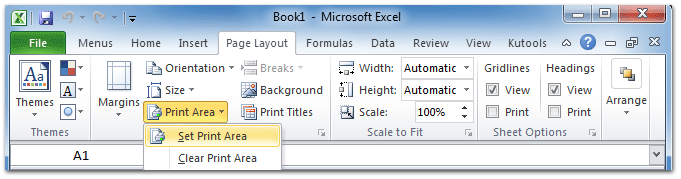 Book1 - Microsoft Excel
File Menus Home Insert Page Layout Formulas Data Review View Kutools
Orientation Breaks Width: Automatic Gridlines Headings
Themes Margins Size Background Height: Automatic View View Arrange
Print Area Print Titles Scale: 100% Print Print
Themes Scale to Fit Sheet Options
Set Print Area
A1
Clear Print Area